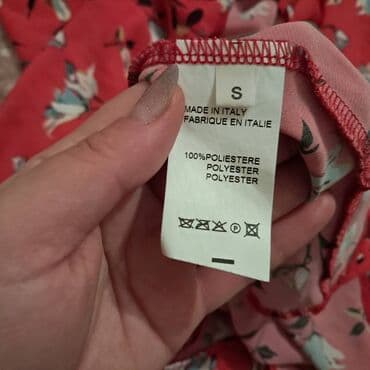 S
MADE IN ITALY
FABRIQUE EN ITALIE
100%POLIESTERE
POLYESTER
POLYESTER
P